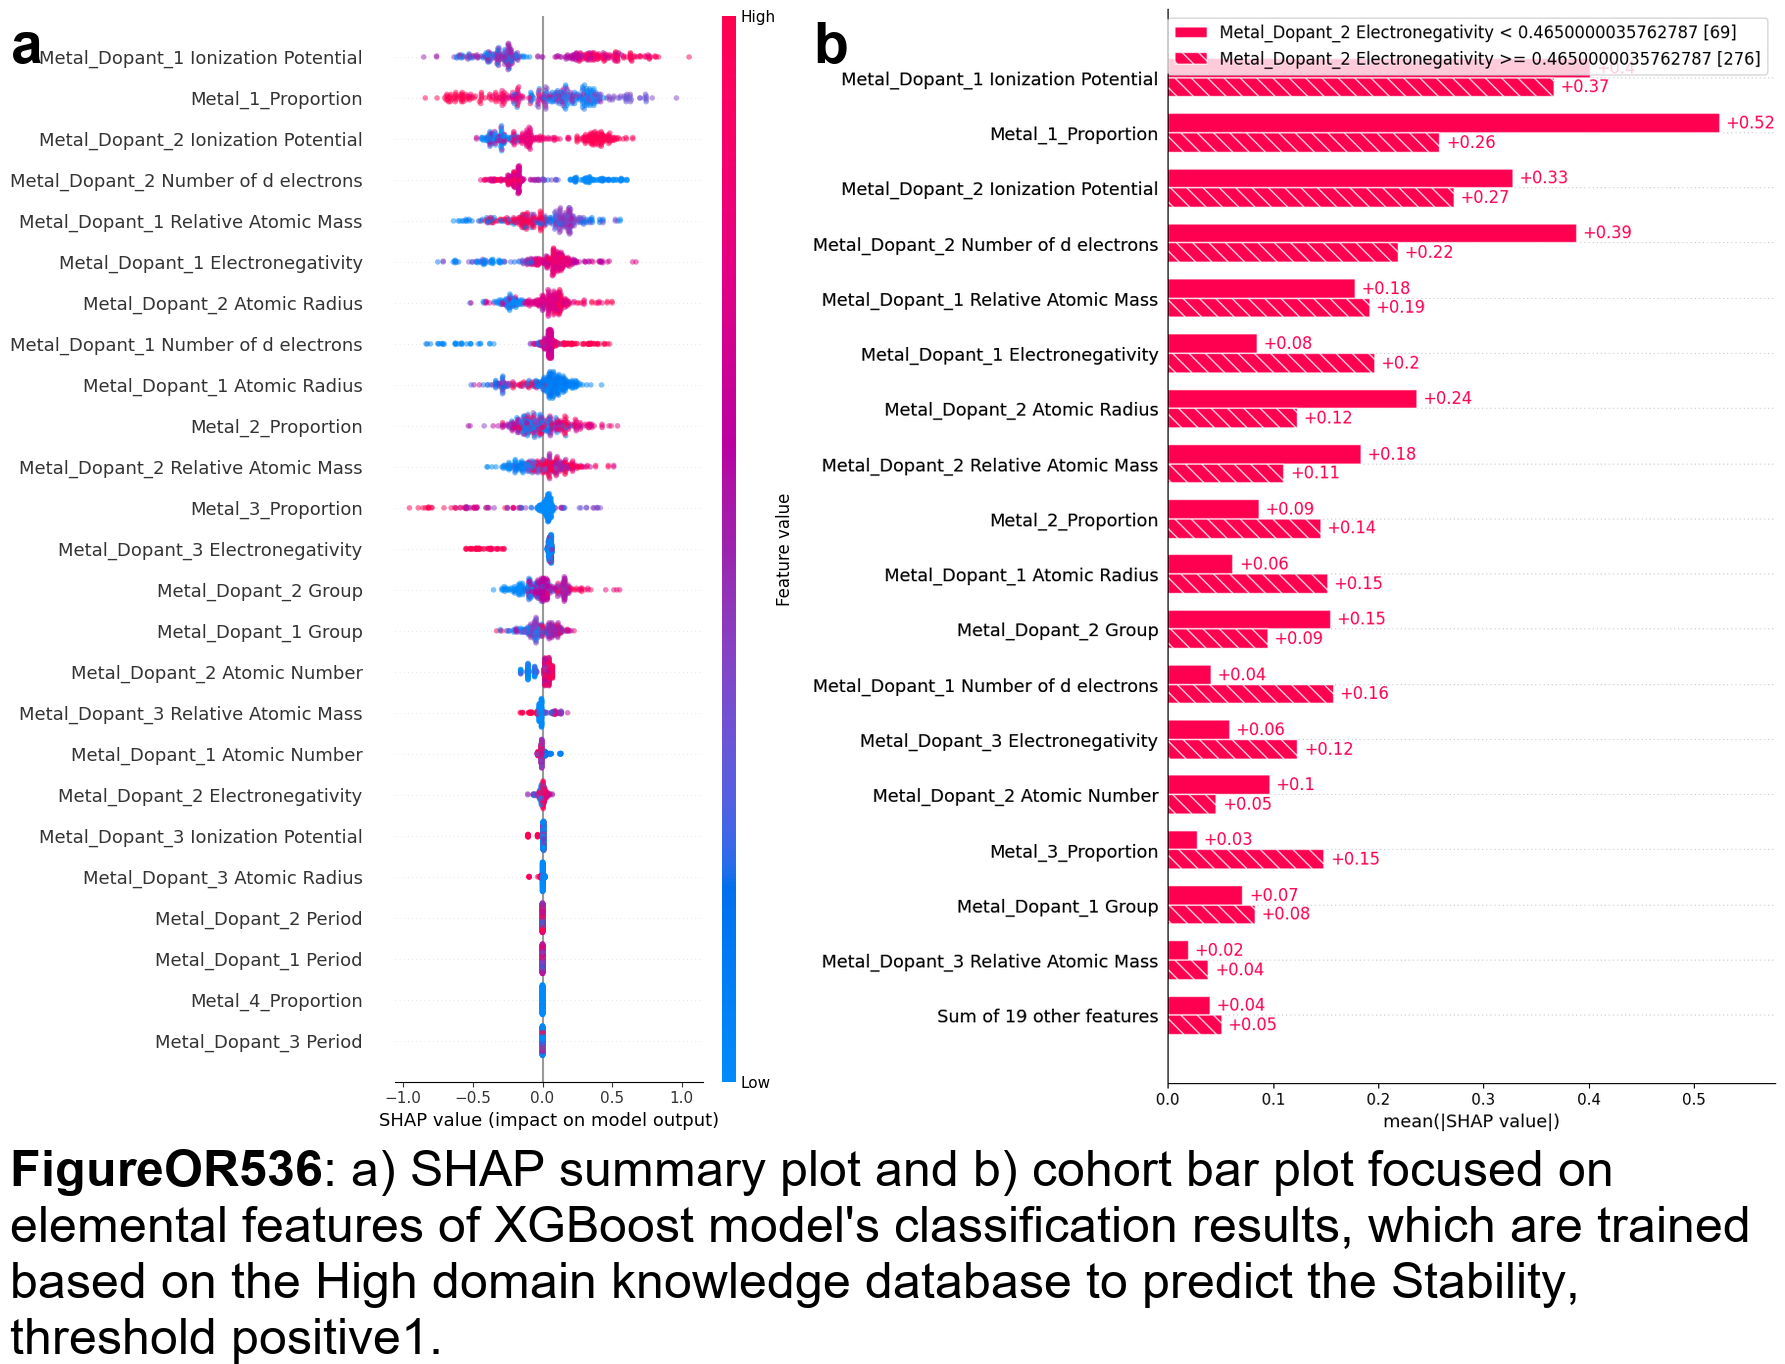 a
High
Metal_Dopant_1 Ionization Potential
Metal_1_Proportion
Metal_Dopant_2 Ionization Potential
Metal_Dopant_2 Number of d electrons
Metal_Dopant_1 Relative Atomic Mass
Metal_Dopant_1 Electronegativity
Metal_Dopant_2 Atomic Radius
Metal_Dopant_1 Number of d electrons
Metal_Dopant_1 Atomic Radius
Metal_2_Proportion
Metal_Dopant_2 Relative Atomic Mass
Metal_3_Proportion
Metal_Dopant_3 Electronegativity
Metal_Dopant_2 Group
Metal_Dopant_1 Group
Metal_Dopant_2 Atomic Number
Metal_Dopant_3 Relative Atomic Mass
Metal_Dopant_1 Atomic Number
Metal_Dopant_2 Electronegativity
Metal_Dopant_3 Ionization Potential
Metal_Dopant_3 Atomic Radius
Metal_Dopant_2 Period
Metal_Dopant_1 Period
Metal_4_Proportion
Metal_Dopant_3 Period
Low
Feature value
−1.0 −0.5 0.0 0.5 1.0
SHAP value (impact on model output)
b
Metal_Dopant_2 Electronegativity < 0.4650000035762787 [69]
Metal_Dopant_2 Electronegativity >= 0.4650000035762787 [276]
Metal_Dopant_1 Ionization Potential
+0.4
+0.37
Metal_1_Proportion
+0.52
+0.26
Metal_Dopant_2 Ionization Potential
+0.33
+0.27
Metal_Dopant_2 Number of d electrons
+0.39
+0.22
Metal_Dopant_1 Relative Atomic Mass
+0.18
+0.19
Metal_Dopant_1 Electronegativity
+0.08
+0.2
Metal_Dopant_2 Atomic Radius
+0.24
+0.12
Metal_Dopant_2 Relative Atomic Mass
+0.18
+0.11
Metal_2_Proportion
+0.09
+0.14
Metal_Dopant_1 Atomic Radius
+0.06
+0.15
Metal_Dopant_2 Group
+0.15
+0.09
Metal_Dopant_1 Number of d electrons
+0.04
+0.16
Metal_Dopant_3 Electronegativity
+0.06
+0.12
Metal_Dopant_2 Atomic Number
+0.1
+0.05
Metal_3_Proportion
+0.03
+0.15
Metal_Dopant_1 Group
+0.07
+0.08
Metal_Dopant_3 Relative Atomic Mass
+0.02
+0.04
Sum of 19 other features
+0.04
+0.05
0.0 0.1 0.2 0.3 0.4 0.5
mean(|SHAP value|)
FigureOR536: a) SHAP summary plot and b) cohort bar plot focused on
elemental features of XGBoost model's classification results, which are trained
based on the High domain knowledge database to predict the Stability,
threshold positive1.